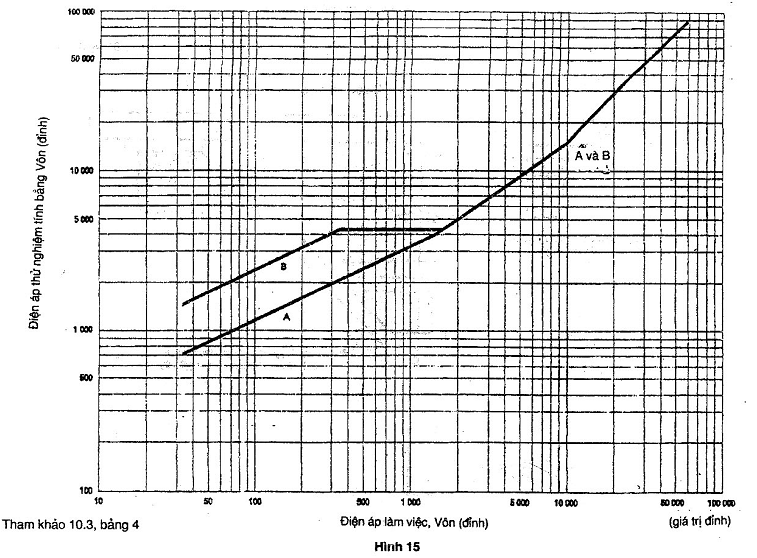 100 000
50 000
10 000
5 000
1 000
500
100
Điện áp thử nghiệm tính bằng Vôn (đỉnh)
A và B
B
A
10
50
100
500
1 000
5 000
10 000
50 000
100 000
Tham khảo 10.3, bảng 4
Điện áp làm việc, Vôn (đỉnh)
(giá trị đỉnh)
Hình 15